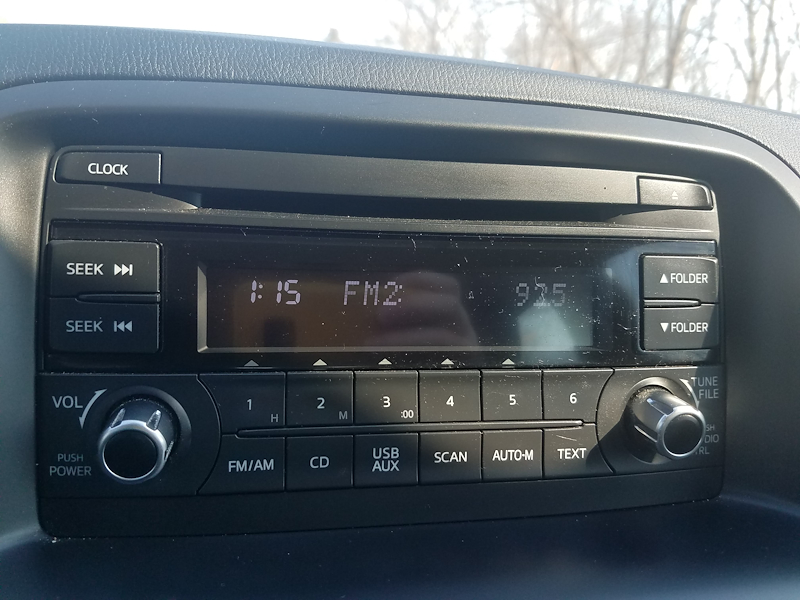 CLOCK
SEEK
SEEK
1:15 FM2 93.5
▲FOLDER
▼FOLDER
VOL
PUSH
POWER
1 H
2 M
3 :00
4
5
6
FM/AM
CD
USB
AUX
SCAN
AUTO-M
TEXT
TUNE
FILE